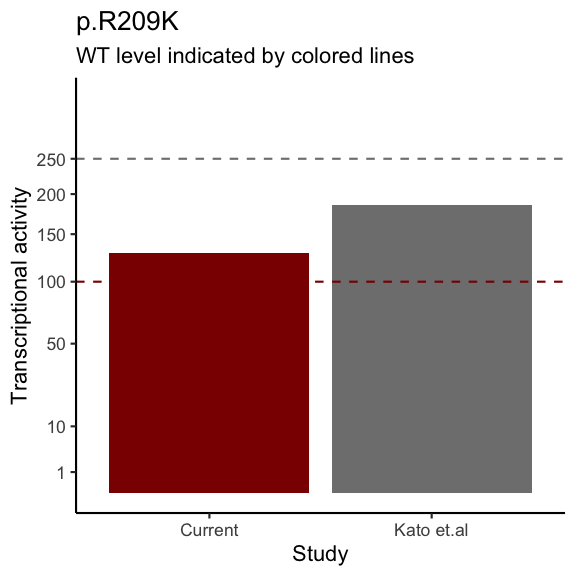 p.R209K
WT level indicated by colored lines
Transcriptional activity
250
200
150
100
50
10
1
Current
Kato et.al
Study